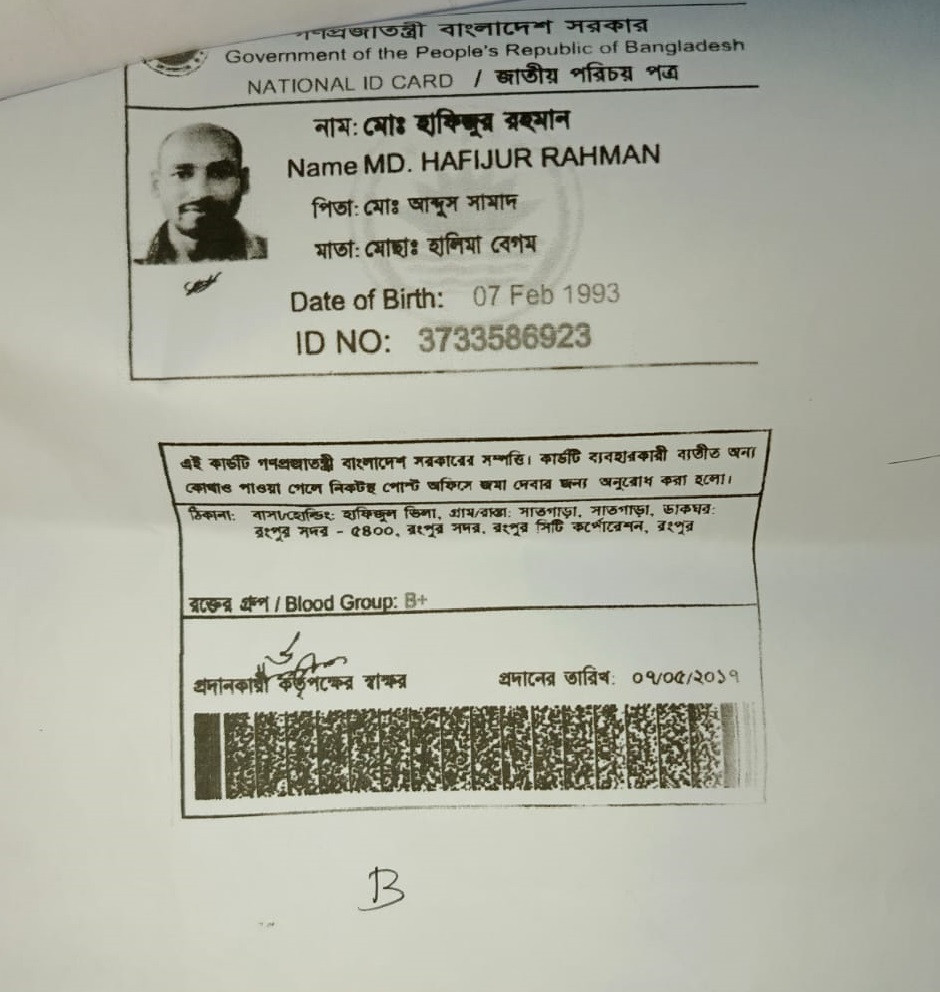 গণপ্রজাতন্ত্রী বাংলাদেশ সরকার
Government of the People's Republic of Bangladesh
NATIONAL ID CARD / জাতীয় পরিচয় পত্র
নাম: মোঃ হাফিজুর রহমান
Name MD. HAFIJUR RAHMAN
পিতা: মোঃ আব্দুস সামাদ
মাতা: মোছাঃ হালিমা বেগম
Date of Birth: 07 Feb 1993
ID NO: 3733586923
এই কার্ডটি গণপ্রজাতন্ত্রী বাংলাদেশ সরকারের সম্পত্তি। কার্ডটি ব্যবহারকারী ব্যতীত অন্য
কোথাও পাওয়া গেলে নিকটস্থ পোস্ট অফিসে জমা দেবার জন্য অনুরোধ করা হলো।
ঠিকানা: বাসা/হোল্ডিং: হাফিজুল ভিলা, গ্রাম/রাস্তা: সাতগাড়া, সাতগাড়া, ডাকঘর:
রংপুর সদর - ৫৪০০, রংপুর সদর, রংপুর সিটি কর্পোরেশন, রংপুর
রক্তের গ্রুপ / Blood Group: B+
প্রদানকারী কর্তৃপক্ষের স্বাক্ষর প্রদানের তারিখ: ০৭/০৫/২০১৭
B